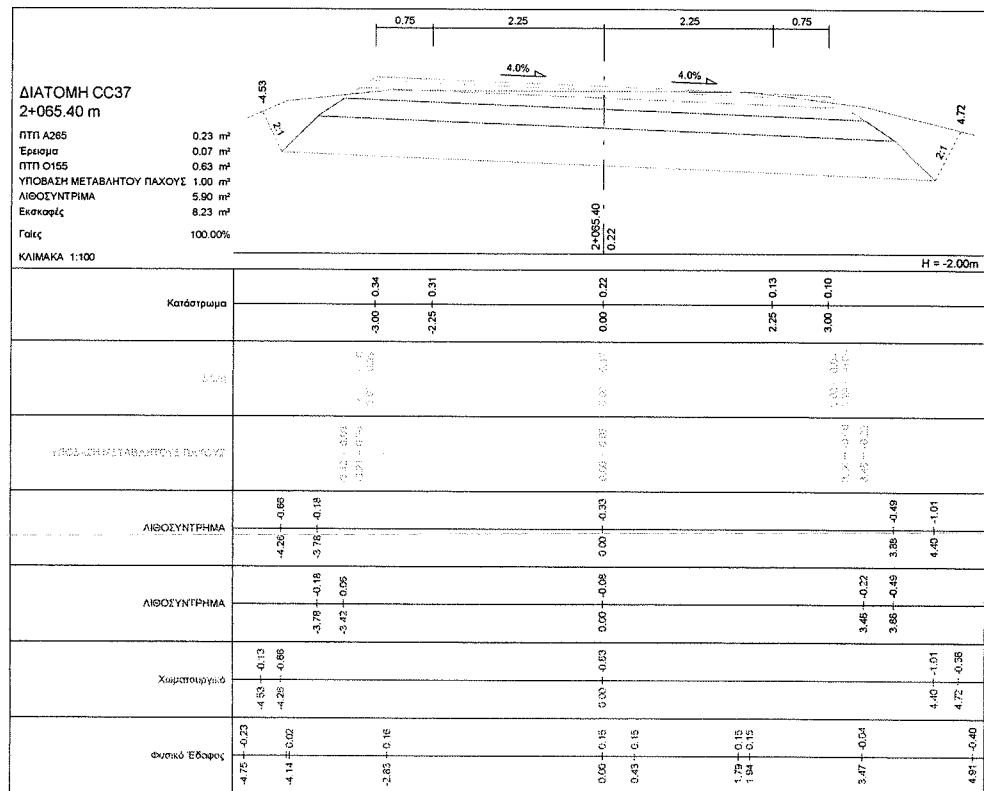 0.75 2.25 2.25 0.75
4.0% 4.0%
-4.53
4.72
2:1
2:1
ΔΙΑΤΟΜΗ CC37
2+065.40 m
ΠΤΠ Α265 0.23 m²
Έρεισμα 0.07 m²
ΠΤΠ Ο155 0.63 m²
ΥΠΟΒΑΣΗ ΜΕΤΑΒΛΗΤΟΥ ΠΑΧΟΥΣ 1.00 m²
ΛΙΘΟΣΥΝΤΡΙΜΑ 5.90 m²
Εκσκαφές 8.23 m²
Γαίες 100.00%
ΚΛΙΜΑΚΑ 1:100
2+065.40
0.22
H = -2.00m
Κατάστρωμα
-3.00 0.34
-2.25 0.31
0.00 0.22
2.25 0.13
3.00 0.10
ΥΠΟΒΑΣΗ ΜΕΤΑΒΛΗΤΟΥΣ ΠΑΧΟΥΣ
ΛΙΘΟΣΥΝΤΡΗΜΑ
-4.26 -0.66
-3.78 -0.18
0.00 -0.33
3.88 -0.49
4.40 -1.01
ΛΙΘΟΣΥΝΤΡΗΜΑ
-3.78 -0.18
-3.42 0.06
0.00 -0.08
3.48 -0.22
3.88 -0.49
Χωματουργικό
-4.53 -0.13
-4.26 -0.66
0.00 -0.83
4.40 -1.01
4.72 -0.38
Φυσικό Έδαφος
-4.75 -0.23
-4.14 0.02
-2.83 0.16
0.00 0.15
0.43 0.15
1.79 0.15
1.94 0.15
3.47 -0.04
4.91 -0.40